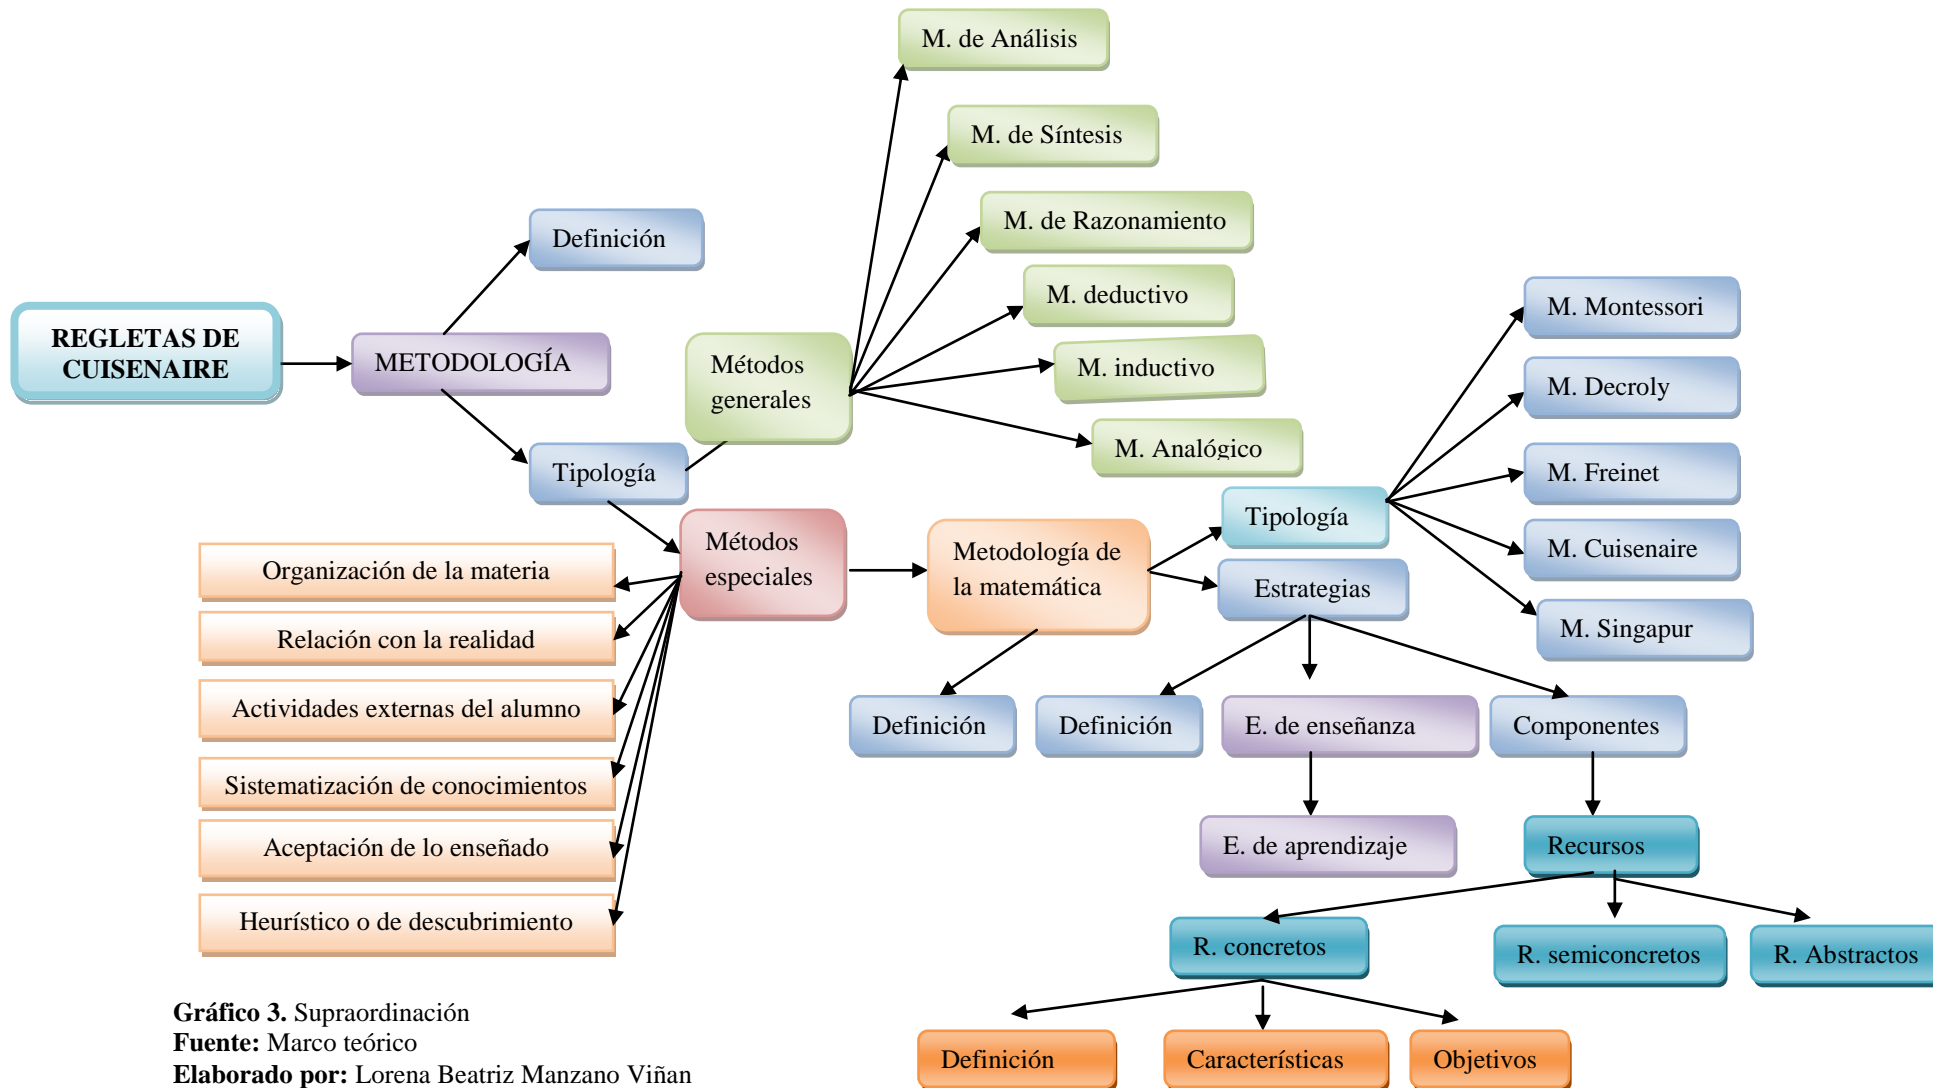 REGLETAS DE
CUISENAIRE
METODOLOGÍA
Definición
Tipología
Métodos
generales
M. de Análisis
M. de Síntesis
M. de Razonamiento
M. deductivo
M. inductivo
M. Analógico
Métodos
especiales
Organización de la materia
Relación con la realidad
Actividades externas del alumno
Sistematización de conocimientos
Aceptación de lo enseñado
Heurístico o de descubrimiento
Metodología de
la matemática
Definición
Tipología
M. Montessori
M. Decroly
M. Freinet
M. Cuisenaire
M. Singapur
Estrategias
Definición
E. de enseñanza
E. de aprendizaje
Componentes
Recursos
R. concretos
R. semiconcretos
R. Abstractos
Definición
Características
Objetivos
Gráfico 3. Supraordinación
Fuente: Marco teórico
Elaborado por: Lorena Beatriz Manzano Viñan